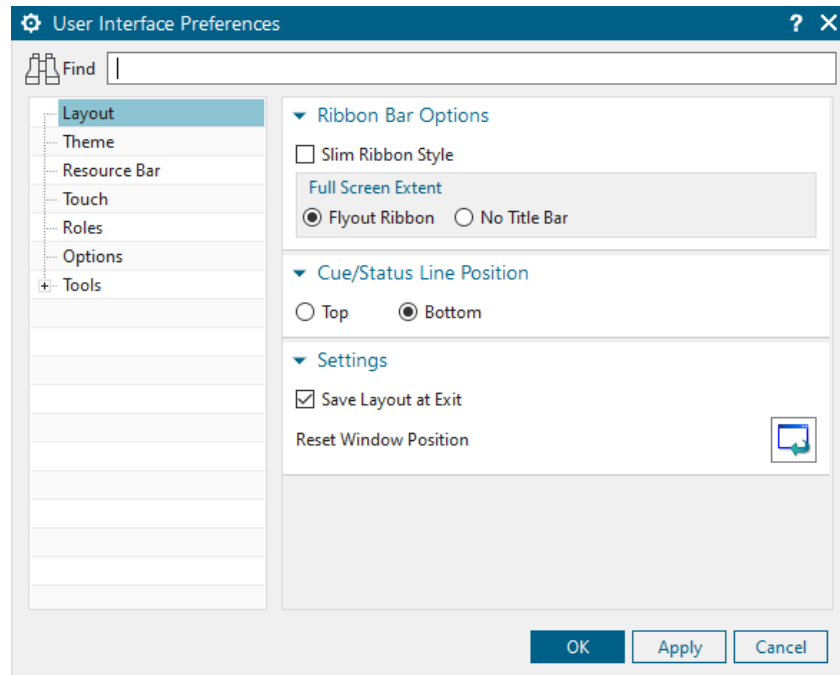 User Interface Preferences
Find
Layout
Theme
Resource Bar
Touch
Roles
Options
Tools
Ribbon Bar Options
Slim Ribbon Style
Full Screen Extent
Flyout Ribbon No Title Bar
Cue/Status Line Position
Top Bottom
Settings
Save Layout at Exit
Reset Window Position
OK Apply Cancel